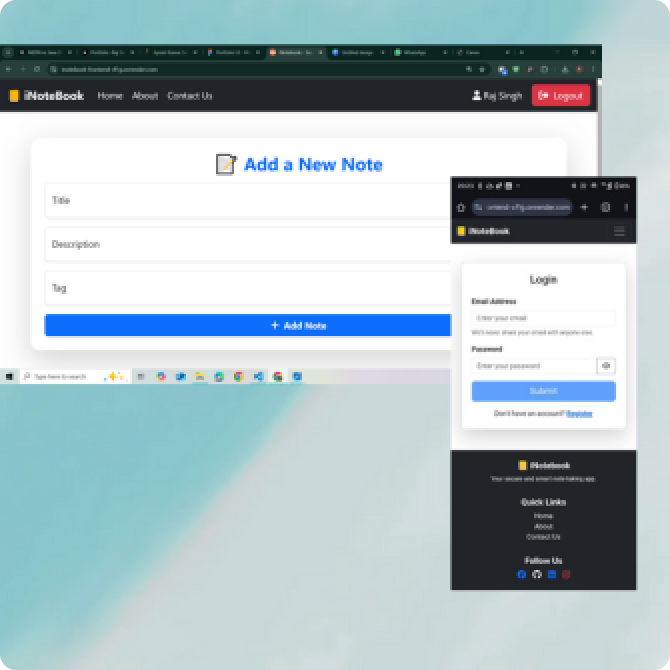 iNoteBook Home About Contact Us Raj Singh Logout
Add a New Note
Title
Description
Tag
+ Add Note
Type here to search
iNoteBook
Login
Email Address
Enter your email
We'll never share your email with anyone else.
Password
Enter your password
Submit
Don't have an account? Register
iNotebook
Your secure and smart note-taking app.
Quick Links
Home
About
Contact Us
Follow Us